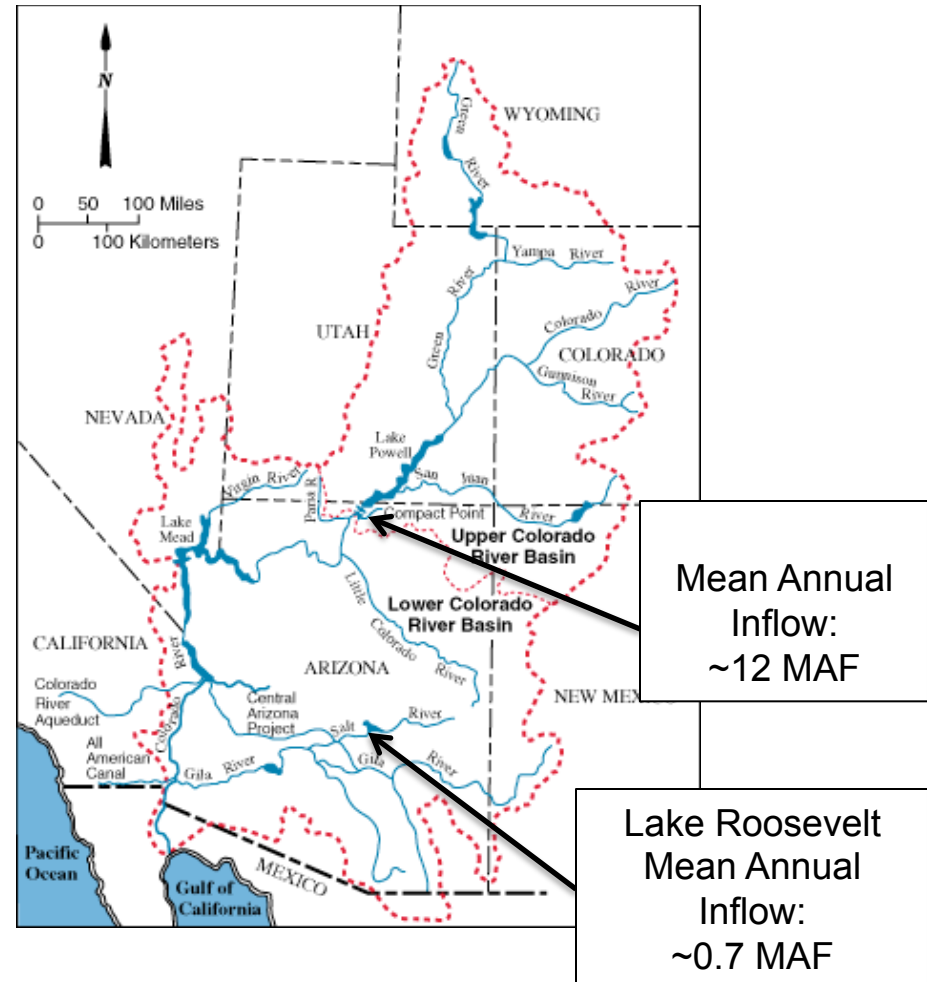 N
0 50 100 Miles
0 100 Kilometers
WYOMING
Green
River
Yampa River
River
Green
Colorado River
UTAH
COLORADO
Gunnison
River
NEVADA
Lake
Powell
San Juan
River
Virgin River
Paria R.
Compact Point
Lake
Mead
Upper Colorado
River Basin
Little
Colorado
River
Lower Colorado
River Basin
CALIFORNIA
River
ARIZONA
NEW MEXICO
Colorado
River
Aqueduct
Central
Arizona
Project
Colorado
Salt River
All
American
Canal
Gila River
Gila
River
MEXICO
Pacific
Ocean
Gulf of
California
Mean Annual
Inflow:
~12 MAF
Lake Roosevelt
Mean Annual
Inflow:
~0.7 MAF